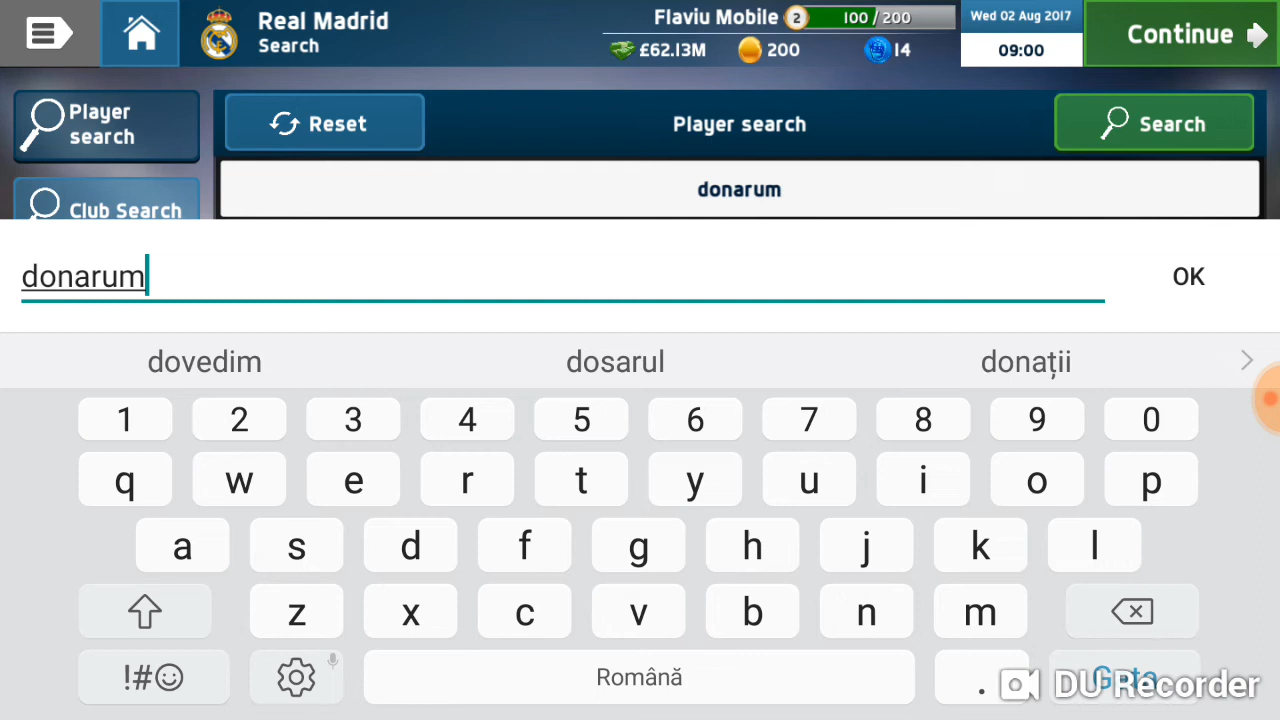 Real Madrid
Search
Flaviu Mobile 2 100 / 200
£62.13M 200 14
Wed 02 Aug 2017
09:00
Continue
Player
search
Club Search
Reset
Player search
Search
donarum
donarum
OK
dovedim dosarul donații
1 2 3 4 5 6 7 8 9 0
q w e r t y u i o p
a s d f g h j k l
z x c v b n m
!#☺ Română . Gata
DU Recorder